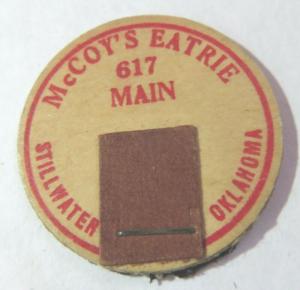 McCOY'S EATRIE
617
MAIN
STILLWATER
OKLAHOMA